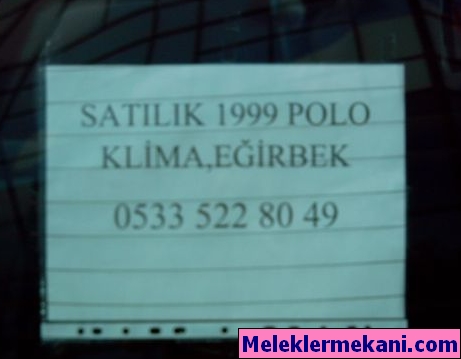 SATILIK 1999 POLO
KLİMA,EĞİRBEK
0533 522 80 49
Meleklermekani.com